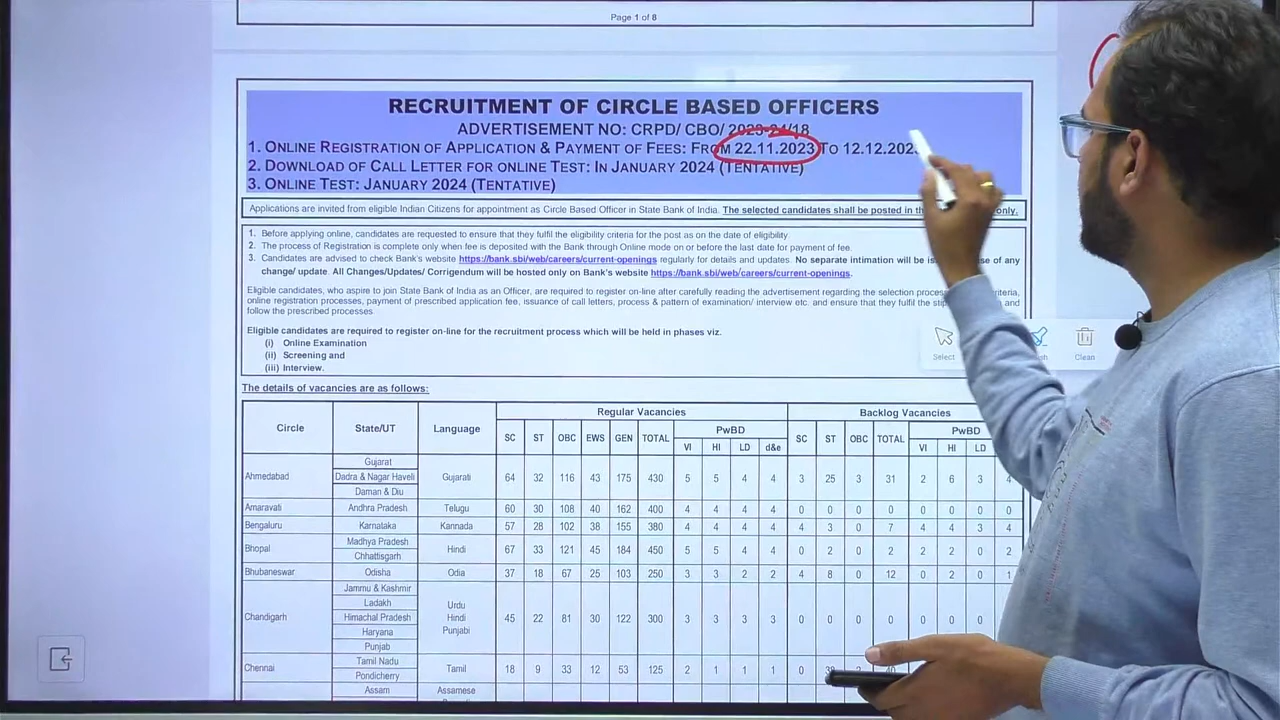 Page 1 of 8
RECRUITMENT OF CIRCLE BASED OFFICERS
ADVERTISEMENT NO: CRPD/ CBO/ 2023-24/18
1. ONLINE REGISTRATION OF APPLICATION & PAYMENT OF FEES: FROM 22.11.2023 TO 12.12.202
2. DOWNLOAD OF CALL LETTER FOR ONLINE TEST: IN JANUARY 2024 (TENTATIVE)
3. ONLINE TEST: JANUARY 2024 (TENTATIVE)
Applications are invited from eligible Indian Citizens for appointment as Circle Based Officer in State Bank of India. The selected candidates shall be posted in th only.
1. Before applying online, candidates are requested to ensure that they fulfil the eligibility criteria for the post as on the date of eligibility.
2. The process of Registration is complete only when fee is deposited with the Bank through Online mode on or before the last date for payment of fee.
3. Candidates are advised to check Bank's website https://bank.sbi/web/careers/current-openings regularly for details and updates. No separate intimation will be is se of any
change/ update. All Changes/Updates/ Corrigendum will be hosted only on Bank's website https://bank.sbi/web/careers/current-openings.
Eligible candidates, who aspire to join State Bank of India as an Officer, are required to register on-line after carefully reading the advertisement regarding the selection proces criteria,
online registration processes, payment of prescribed application fee, issuance of call letters, process & pattern of examination/ interview etc. and ensure that they fulfil the sti and
follow the prescribed processes.
Eligible candidates are required to register on-line for the recruitment process which will be held in phases viz.
(i) Online Examination
(ii) Screening and
(iii) Interview.
Select Clean
The details of vacancies are as follows:
Circle State/UT Language Regular Vacancies Backlog Vacancies
SC ST OBC EWS GEN TOTAL PwBD SC ST OBC TOTAL PwBD
VI HI LD d&e VI HI LD
Ahmedabad Gujarat Dadra & Nagar Haveli Daman & Diu Gujarati 64 32 116 43 175 430 5 5 4 4 3 25 3 31 2 6 3 4
Amaravati Andhra Pradesh Telugu 60 30 108 40 162 400 4 4 4 4 0 0 0 0 0 0 0 0
Bengaluru Karnataka Kannada 57 28 102 38 155 380 4 4 4 4 4 3 0 7 4 4 3 4
Bhopal Madhya Pradesh Chhattisgarh Hindi 67 33 121 45 184 450 5 5 4 4 0 2 0 2 2 2 0 2
Bhubaneswar Odisha Odia 37 18 67 25 103 250 3 3 2 2 4 8 0 12 0 2 0 1
Chandigarh Jammu & Kashmir Ladakh Himachal Pradesh Haryana Punjab Urdu Hindi Punjabi 45 22 81 30 122 300 3 3 3 3 0 0 0 0 0 0 0
Chennai Tamil Nadu Pondicherry Tamil 18 9 33 12 53 125 2 1 1 1 0
Assam Assamese